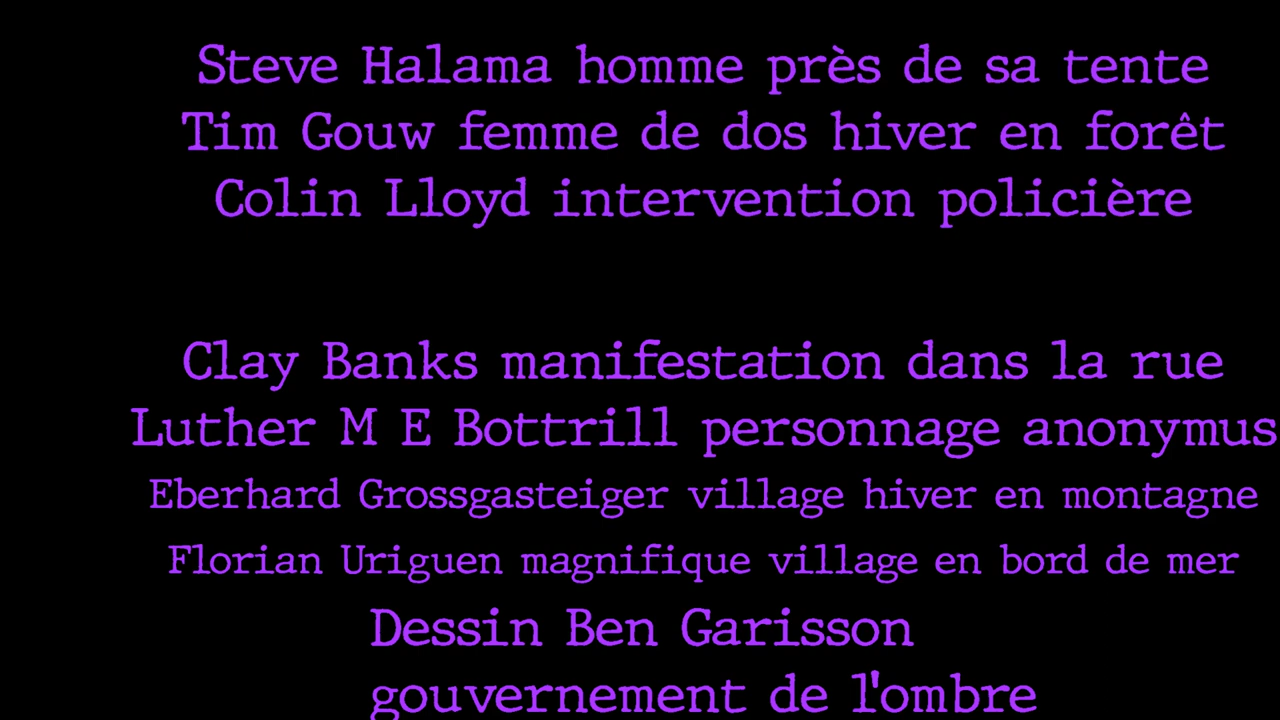 Steve Halama homme près de sa tente
Tim Gouw femme de dos hiver en forêt
Colin Lloyd intervention policière
Clay Banks manifestation dans la rue
Luther M E Bottrill personnage anonymus
Eberhard Grossgasteiger village hiver en montagne
Florian Uriguen magnifique village en bord de mer
Dessin Ben Garisson
gouvernement de l'ombre